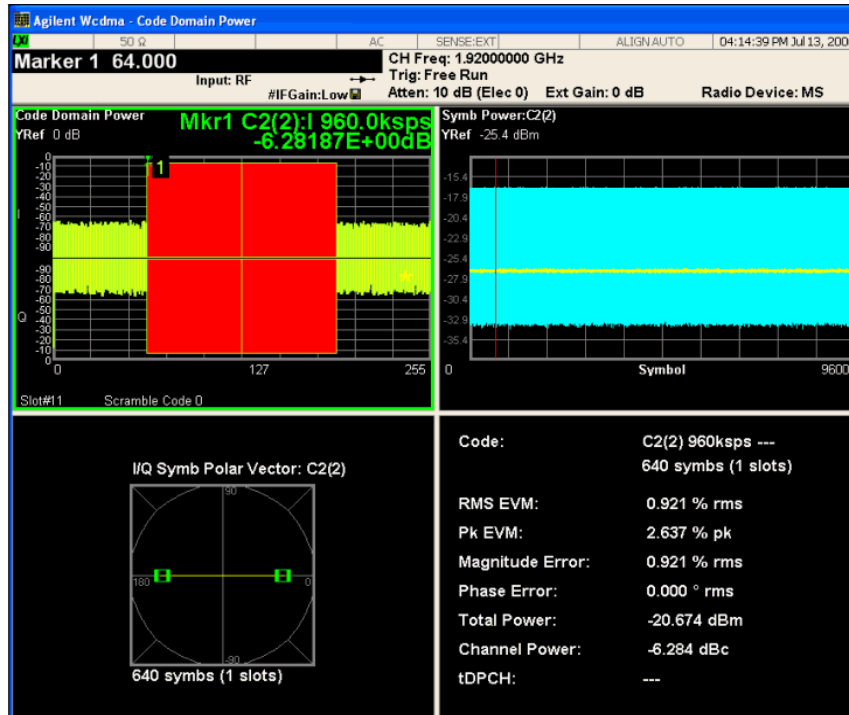 Agilent Wcdma - Code Domain Power
LXI 50 Ω AC SENSE:EXT ALIGN AUTO 04:14:39 PM Jul 13, 200
Marker 1 64.000
Input: RF
#IFGain:Low
CH Freq: 1.92000000 GHz
Trig: Free Run
Atten: 10 dB (Elec 0) Ext Gain: 0 dB Radio Device: MS
Code Domain Power
YRef 0 dB
Mkr1 C2(2):I 960.0ksps
-6.28187E+00dB
1
0
-10
-20
-30
-40
-50
-60
-70
-80
-90
I
-90
-80
-70
-60
-50
-40
-30
-20
-10
0
Q
0 127 255
Slot#11 Scramble Code 0
Symb Power:C2(2)
YRef -25.4 dBm
-15.4
-17.9
-20.4
-22.9
-25.4
-27.9
-30.4
-32.9
-35.4
0 Symbol 9600
I/Q Symb Polar Vector: C2(2)
90
180 0
-90
640 symbs (1 slots)
Code: C2(2) 960ksps ---
640 symbs (1 slots)
RMS EVM: 0.921 % rms
Pk EVM: 2.637 % pk
Magnitude Error: 0.921 % rms
Phase Error: 0.000 ° rms
Total Power: -20.674 dBm
Channel Power: -6.284 dBc
tDPCH: ---